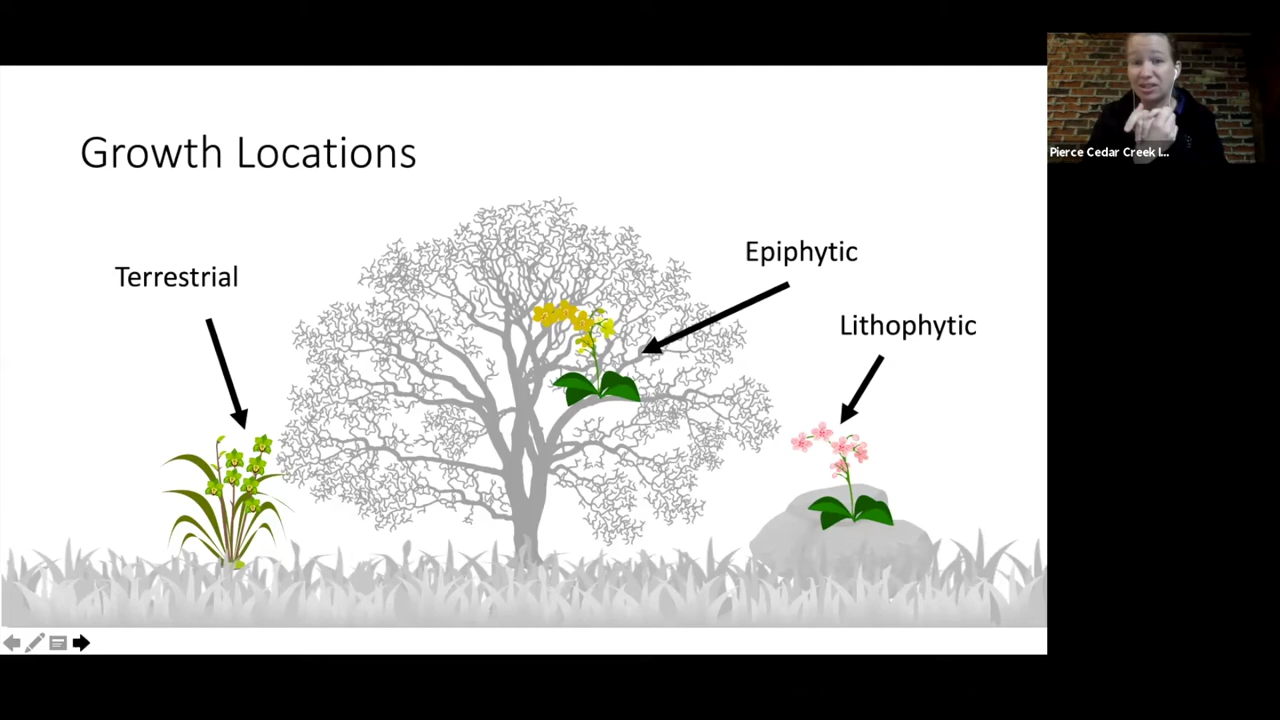 Growth Locations
Terrestrial
Epiphytic
Lithophytic
Pierce Cedar Creek I...